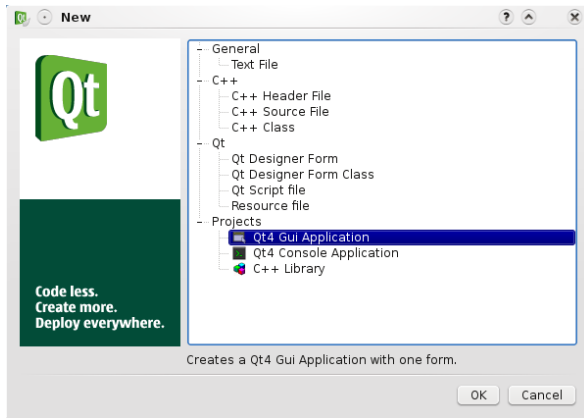 New
Qt
General
Text File
C++
C++ Header File
C++ Source File
C++ Class
Qt
Qt Designer Form
Qt Designer Form Class
Qt Script file
Resource file
Projects
Qt4 Gui Application
Qt4 Console Application
C++ Library
Code less.
Create more.
Deploy everywhere.
Creates a Qt4 Gui Application with one form.
OK Cancel